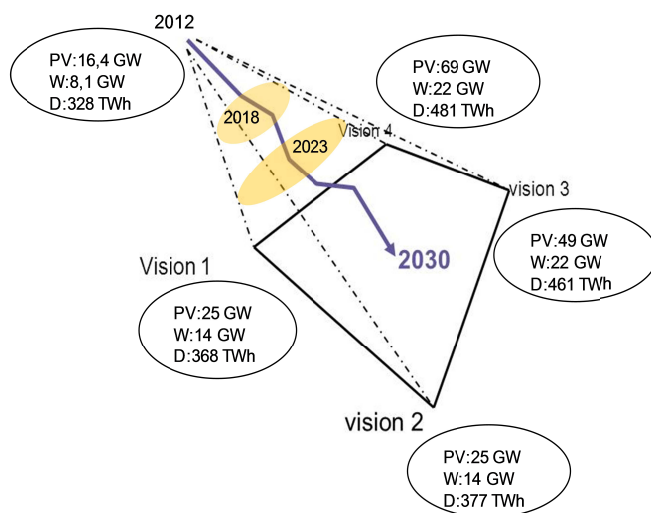 2012
PV:16,4 GW
W:8,1 GW
D:328 TWh
PV:69 GW
W:22 GW
D:481 TWh
2018
Vision 4
2023
vision 3
PV:49 GW
W:22 GW
D:461 TWh
2030
Vision 1
PV:25 GW
W:14 GW
D:368 TWh
vision 2
PV:25 GW
W:14 GW
D:377 TWh